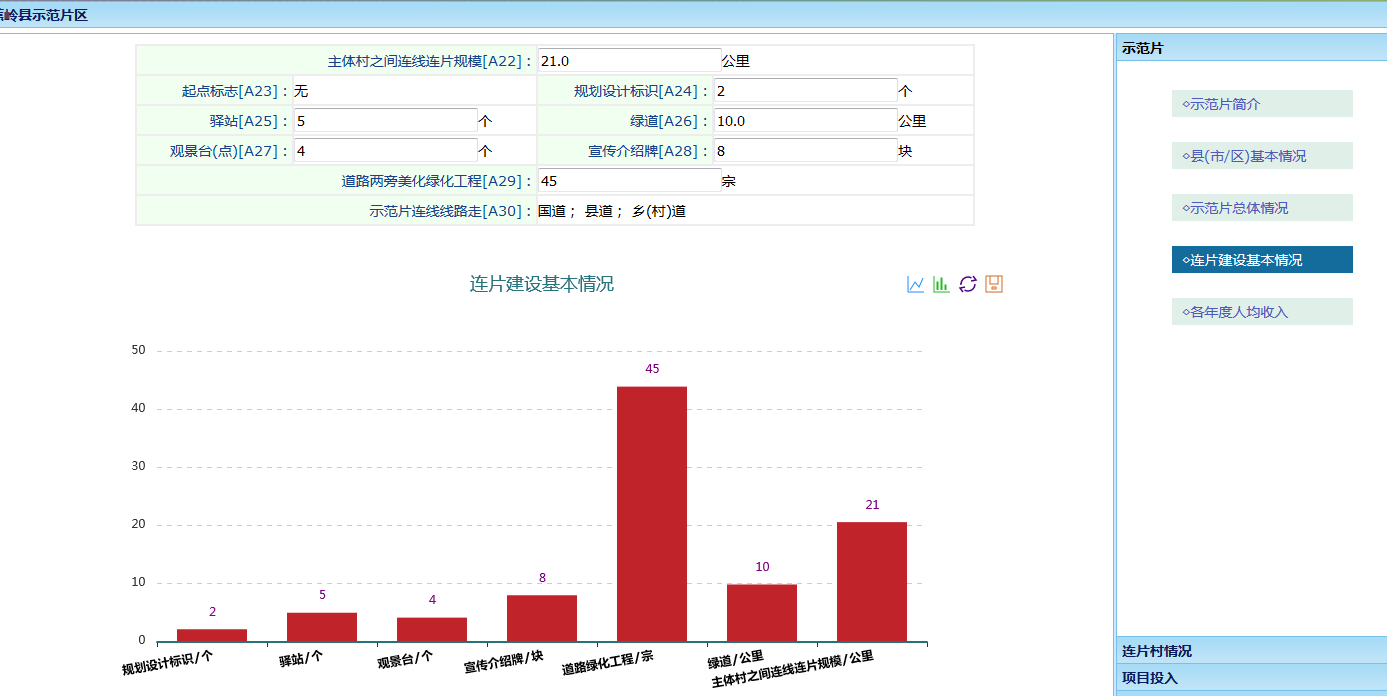 岭县示范片区
主体村之间连线连片规模[A22]： 21.0 公里
起点标志[A23]： 无 规划设计标识[A24]： 2 个
驿站[A25]： 5 个 绿道[A26]： 10.0 公里
观景台(点)[A27]： 4 个 宣传介绍牌[A28]： 8 块
道路两旁美化绿化工程[A29]： 45 宗
示范片连线线路走[A30]： 国道； 县道； 乡(村)道
连片建设基本情况
50
40
30
20
10
0
2
5
4
8
45
10
21
规划设计标识/个
驿站/个
观景台/个
宣传介绍牌/块
道路绿化工程/宗
绿道/公里
主体村之间连线连片规模/公里
示范片
◇示范片简介
◇县(市/区)基本情况
◇示范片总体情况
◇连片建设基本情况
◇各年度人均收入
连片村情况
项目投入